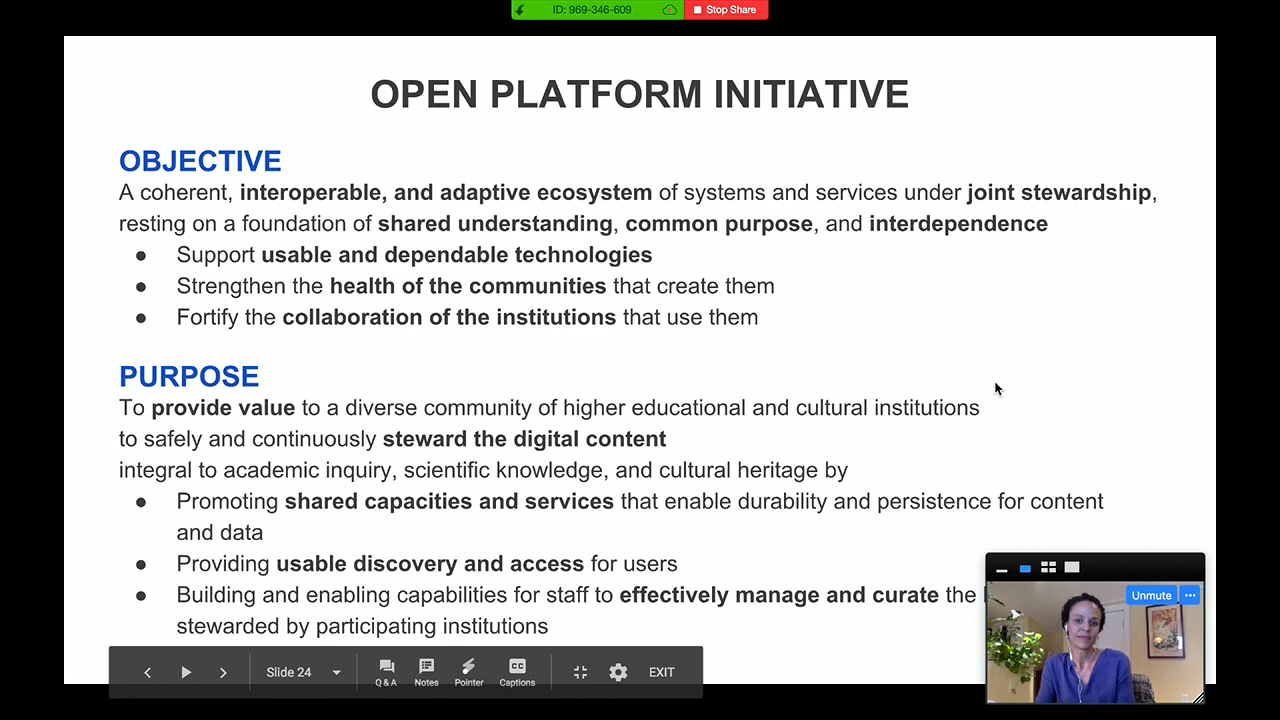 ID: 969-346-609
Stop Share
OPEN PLATFORM INITIATIVE
OBJECTIVE
A coherent, interoperable, and adaptive ecosystem of systems and services under joint stewardship,
resting on a foundation of shared understanding, common purpose, and interdependence
● Support usable and dependable technologies
● Strengthen the health of the communities that create them
● Fortify the collaboration of the institutions that use them
PURPOSE
To provide value to a diverse community of higher educational and cultural institutions
to safely and continuously steward the digital content
integral to academic inquiry, scientific knowledge, and cultural heritage by
● Promoting shared capacities and services that enable durability and persistence for content
and data
● Providing usable discovery and access for users
● Building and enabling capabilities for staff to effectively manage and curate the
stewarded by participating institutions
Unmute
Slide 24
Q & A
Notes
Pointer
CC
Captions
EXIT